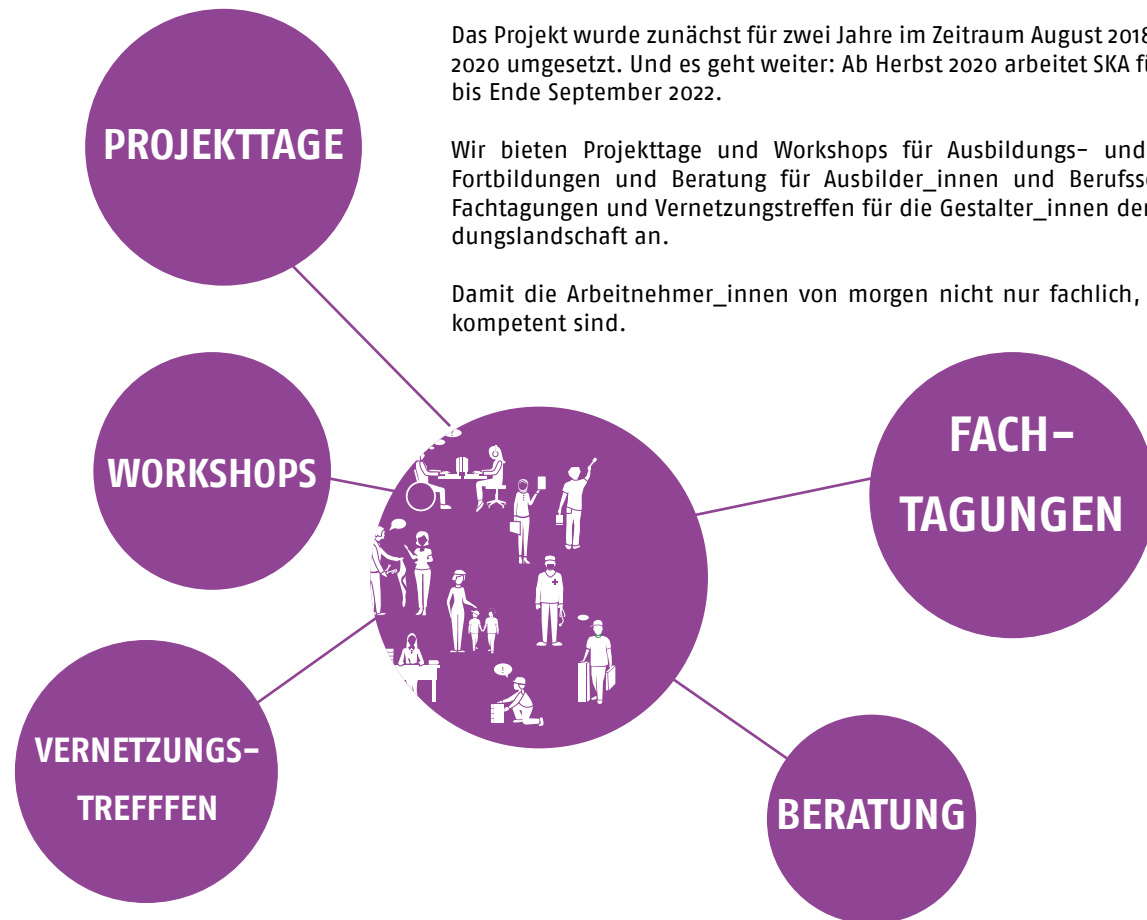 Das Projekt wurde zunächst für zwei Jahre im Zeitraum August 2018
2020 umgesetzt. Und es geht weiter: Ab Herbst 2020 arbeitet SKA
bis Ende September 2022.
Wir bieten Projekttage und Workshops für Ausbildungs- und
Fortbildungen und Beratung für Ausbilder_innen und
Fachtagungen und Vernetzungstreffen für die Gestalter_innen der
dungslandschaft an.
Damit die Arbeitnehmer_innen von morgen nicht nur fachlich,
kompetent sind.
PROJEKTTAGE
WORKSHOPS
FACH-
TAGUNGEN
VERNETZUNGS-
TREFFFEN
BERATUNG